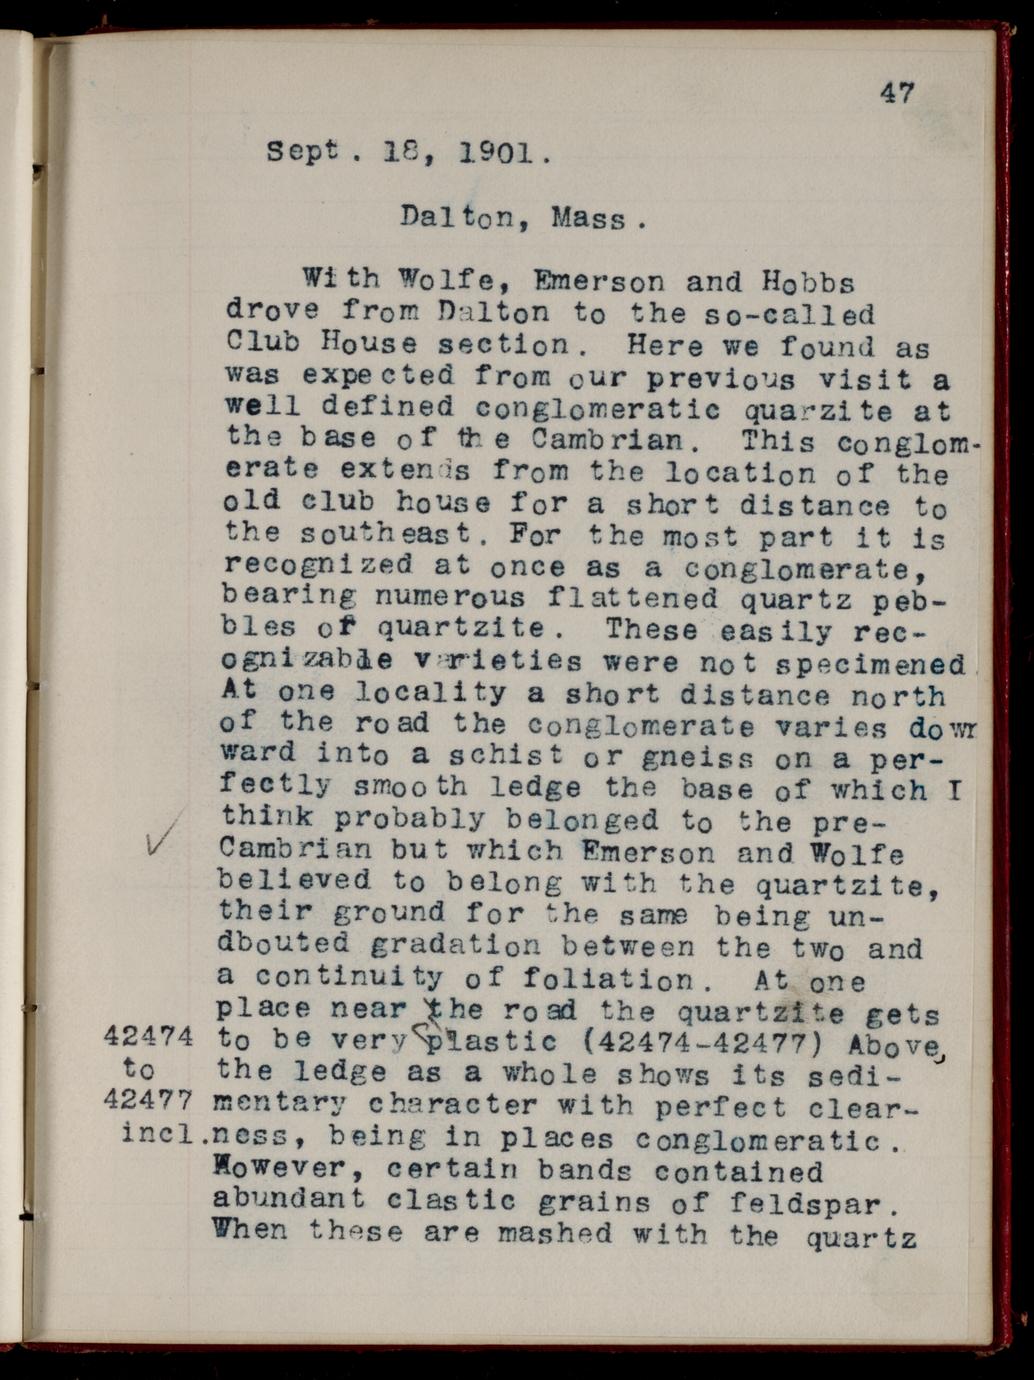 47
Sept. 18, 1901.
Dalton, Mass.
With Wolfe, Emerson and Hobbs
drove from Dalton to the so-called
Club House section. Here we found as
was expected from our previous visit a
well defined conglomeratic quarzite at
the base of the Cambrian. This conglom-
erate extends from the location of the
old club house for a short distance to
the southeast. For the most part it is
recognized at once as a conglomerate,
bearing numerous flattened quartz peb-
bles of quartzite. These easily rec-
ognizable varieties were not specimened.
At one locality a short distance north
of the road the conglomerate varies down
ward into a schist or gneiss on a per-
fectly smooth ledge the base of which I
think probably belonged to the pre-
Cambrian but which Emerson and Wolfe
believed to belong with the quartzite,
their ground for the same being un-
dbouted gradation between the two and
a continuity of foliation. At one
place near the road the quartzite gets
42474 to be very plastic (42474-42477) Above,
to the ledge as a whole shows its sedi-
42477 mentary character with perfect clear-
incl. ness, being in places conglomeratic.
However, certain bands contained
abundant clastic grains of feldspar.
When these are mashed with the quartz